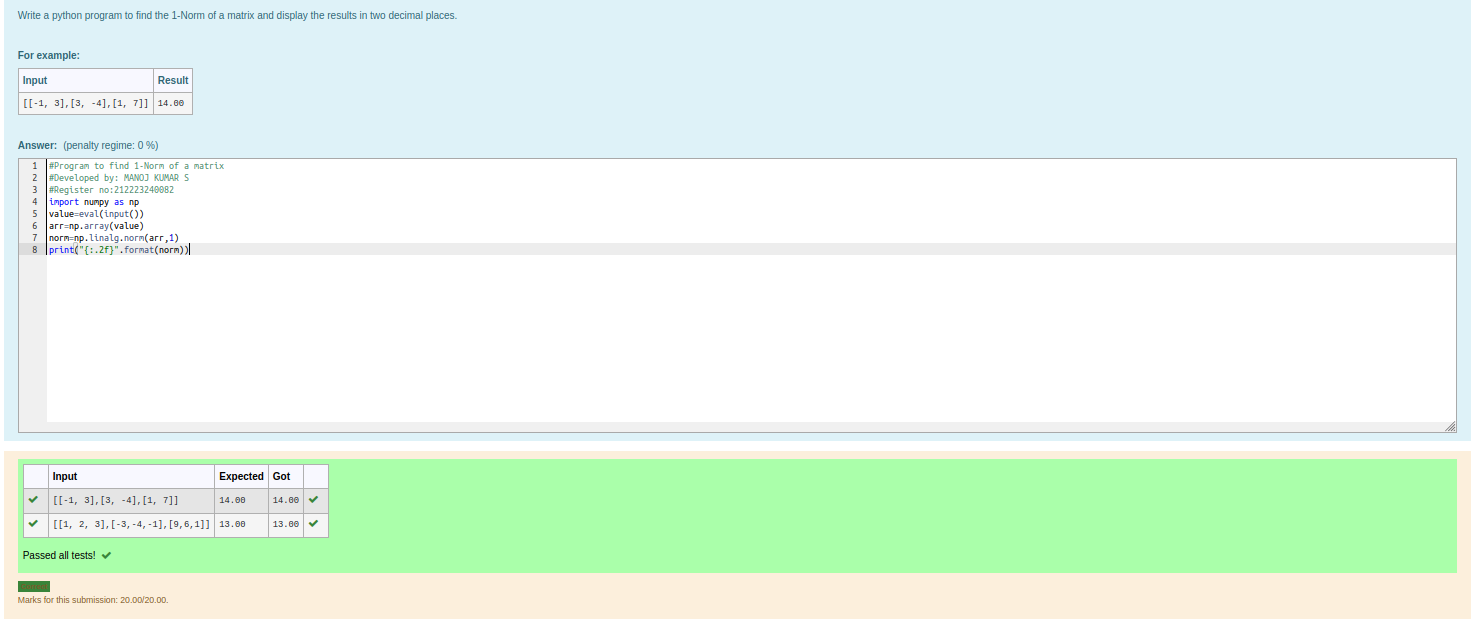 Write a python program to find the 1-Norm of a matrix and display the results in two decimal places.
For example:
Input Result
[[-1, 3],[3, -4],[1, 7]] 14.00
Answer: (penalty regime: 0 %)
1 #Program to find 1-Norm of a matrix
2 #Developed by: MANOJ KUMAR S
3 #Register no:212223240082
4 import numpy as np
5 value=eval(input())
6 arr=np.array(value)
7 norm=np.linalg.norm(arr,1)
8 print("{:.2f}".format(norm))
Input Expected Got
[[-1, 3],[3, -4],[1, 7]] 14.00 14.00
[[1, 2, 3],[-3,-4,-1],[9,6,1]] 13.00 13.00
Passed all tests!
Marks for this submission: 20.00/20.00.